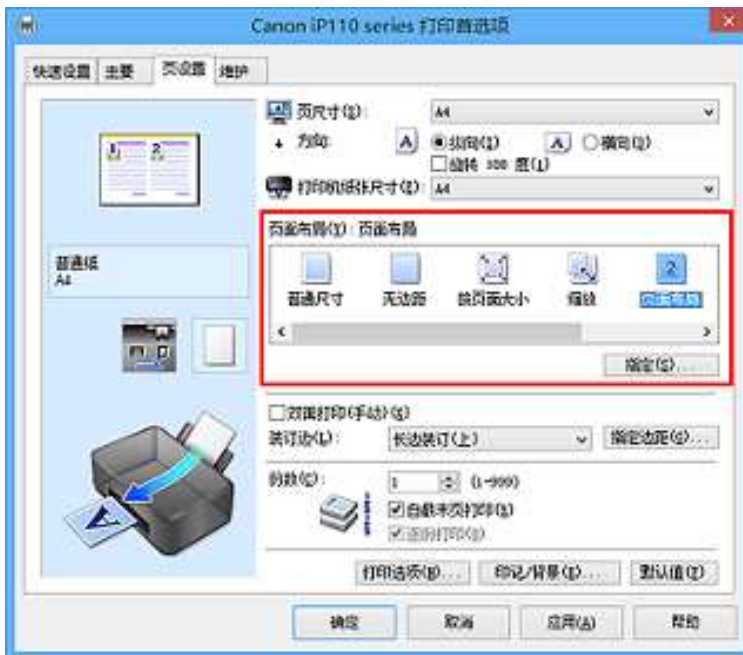 Canon iP110 series 打印首选项
快速设置 主要 页设置 维护
页尺寸(Z): A4
方向: A 纵向(I) A 横向(Q)
旋转 180 度(I)
打印机纸张尺寸(Z): A4
页面布局(Y): 页面布局
1 2
普通纸
A4
2
普通尺寸 无边距 按页面大小 缩放 页面布局
指定(S)...
双面打印(手动)(X)
装订边(L): 长边装订(上) 指定边距(G)...
份数(C): 1 (1-999)
自最末页打印(R)
逐份打印(O)
A
打印选项(N)... 印记/背景(P)... 默认值(T)
确定 取消 应用(A) 帮助